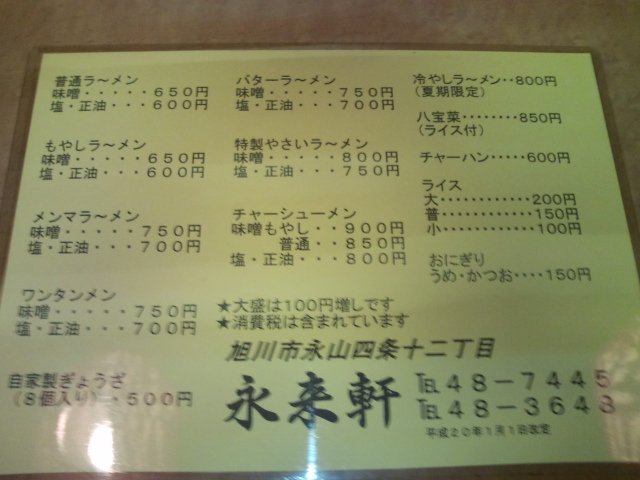 普通ラ～メン
味噌・・・・・650円
塩・正油・・・600円
もやしラ～メン
味噌・・・・・650円
塩・正油・・・600円
メンマラ～メン
味噌・・・・・750円
塩・正油・・・700円
ワンタンメン
味噌・・・・・750円
塩・正油・・・700円
自家製ぎょうざ
（8個入り）・・500円
バターラ～メン
味噌・・・・・750円
塩・正油・・・700円
特製やさいラ～メン
味噌・・・・・800円
塩・正油・・・750円
チャーシューメン
味噌もやし・・900円
普通・・850円
塩・正油・・・800円
冷やしラ～メン・・800円
（夏期限定）
八宝菜・・・・・・・・850円
（ライス付）
チャーハン・・・・・600円
ライス
大・・・・・・・・・・・・200円
普・・・・・・・・・・・・150円
小・・・・・・・・・・・・100円
おにぎり
うめ・かつお・・・・150円
★大盛は100円増しです
★消費税は含まれています
旭川市永山四条十二丁目
永来軒
TEL48－7445
TEL48－3648
平成20年1月1日改定